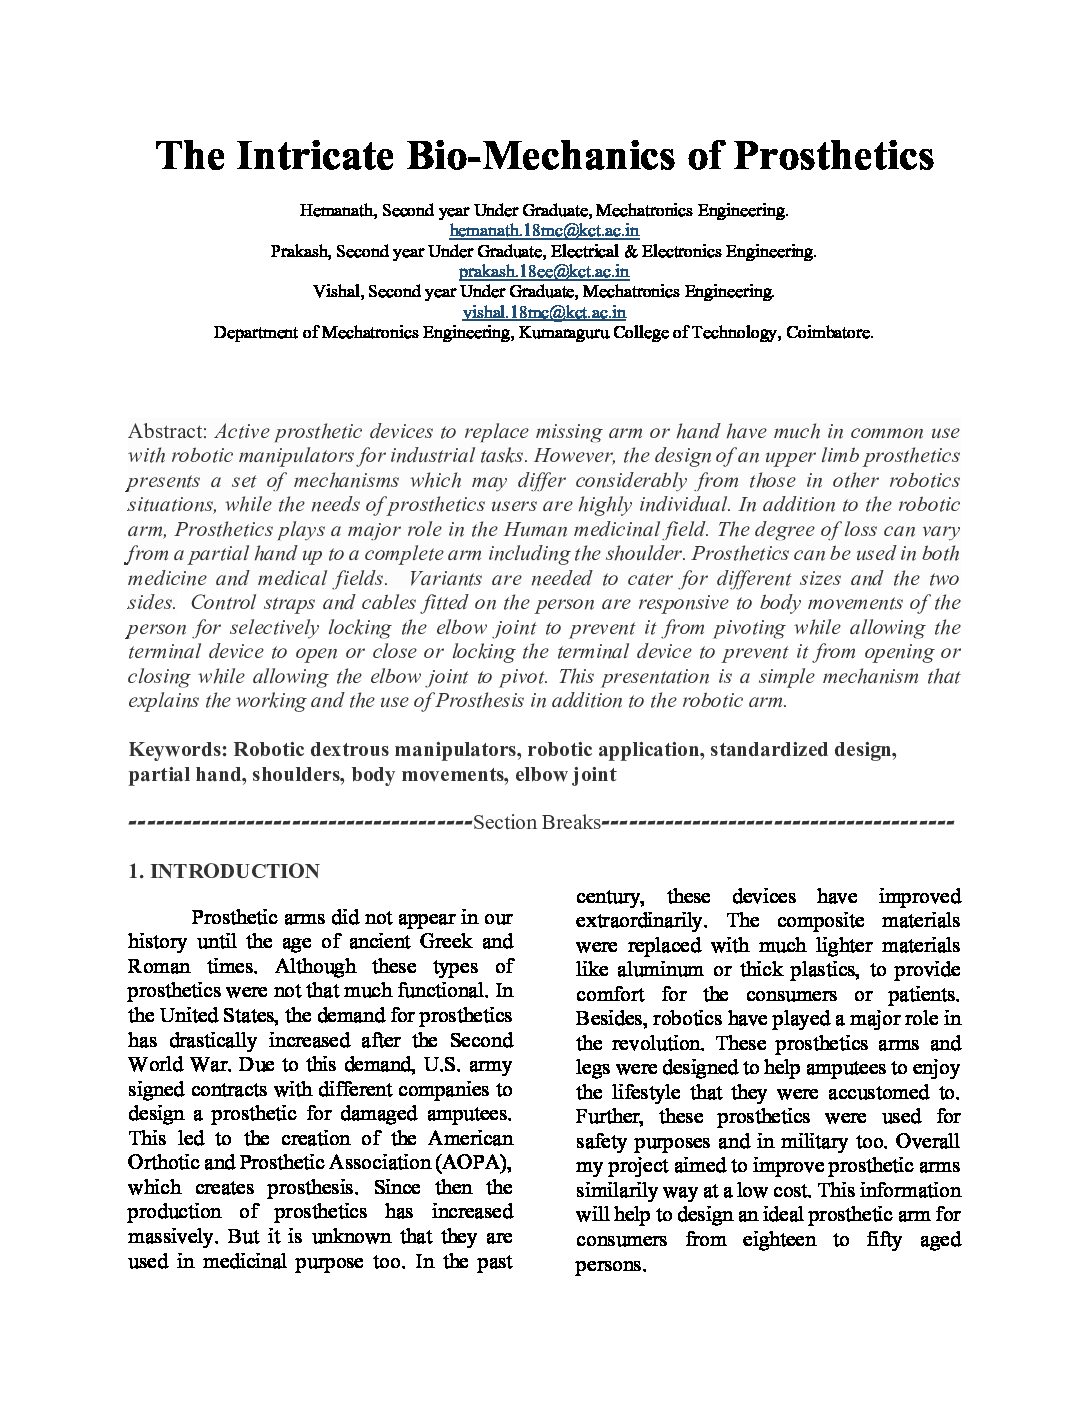 The Intricate Bio-Mechanics of Prosthetics
Hemanath, Second year Under Graduate, Mechatronics Engineering.
hemanath.18mc@kct.ac.in
Prakash, Second year Under Graduate, Electrical & Electronics Engineering.
prakash.18ee@kct.ac.in
Vishal, Second year Under Graduate, Mechatronics Engineering.
vishal.18mc@kct.ac.in
Department of Mechatronics Engineering, Kumaraguru College of Technology, Coimbatore.
Abstract: Active prosthetic devices to replace missing arm or hand have much in common use
with robotic manipulators for industrial tasks. However, the design of an upper limb prosthetics
presents a set of mechanisms which may differ considerably from those in other robotics
situations, while the needs of prosthetics users are highly individual. In addition to the robotic
arm, Prosthetics plays a major role in the Human medicinal field. The degree of loss can vary
from a partial hand up to a complete arm including the shoulder. Prosthetics can be used in both
medicine and medical fields.  Variants are needed to cater for different sizes and the two
sides.  Control straps and cables fitted on the person are responsive to body movements of the
person for selectively locking the elbow joint to prevent it from pivoting while allowing the
terminal device to open or close or locking the terminal device to prevent it from opening or
closing while allowing the elbow joint to pivot. This presentation is a simple mechanism that
explains the working and the use of Prosthesis in addition to the robotic arm.
Keywords: Robotic dextrous manipulators, robotic application, standardized design,
partial hand, shoulders, body movements, elbow joint
-------------------------------------Section Breaks--------------------------------------
1. INTRODUCTION
Prosthetic arms did not appear in our
history until the age of ancient Greek and
Roman times. Although these types of
prosthetics were not that much functional. In
the United States, the demand for prosthetics
has drastically increased after the Second
World War. Due to this demand, U.S. army
signed contracts with different companies to
design a prosthetic for damaged amputees.
This led to the creation of the American
Orthotic and Prosthetic Association (AOPA),
which creates prosthesis. Since then the
production of prosthetics has increased
massively. But it is unknown that they are
used in medicinal purpose too. In the past
century, these devices have improved
extraordinarily. The composite materials
were replaced with much lighter materials
like aluminum or thick plastics, to provide
comfort for the consumers or patients.
Besides, robotics have played a major role in
the revolution. These prosthetics arms and
legs were designed to help amputees to enjoy
the lifestyle that they were accustomed to.
Further, these prosthetics were used for
safety purposes and in military too. Overall
my project aimed to improve prosthetic arms
similarily way at a low cost. This information
will help to design an ideal prosthetic arm for
consumers from eighteen to fifty aged
persons.